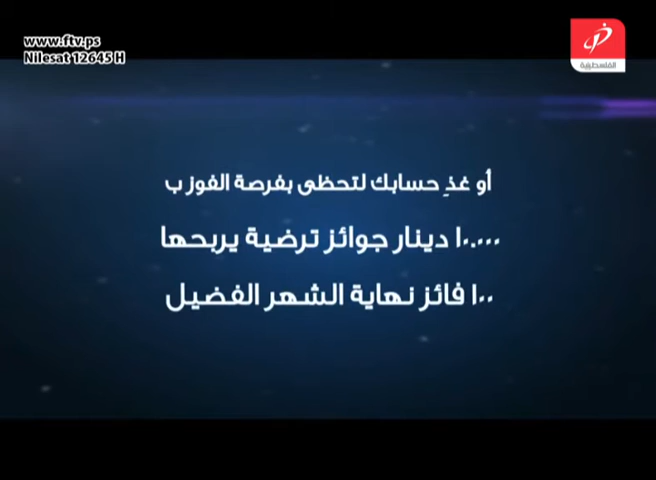 www.ftv.ps
Nilesat 12645 H
الفلسطينية
أو غذِ حسابك لتحظى بفرصة الفوز ب
١٠.٠٠٠ دينار جوائز ترضية يربحها
١٠٠ فائز نهاية الشهر الفضيل